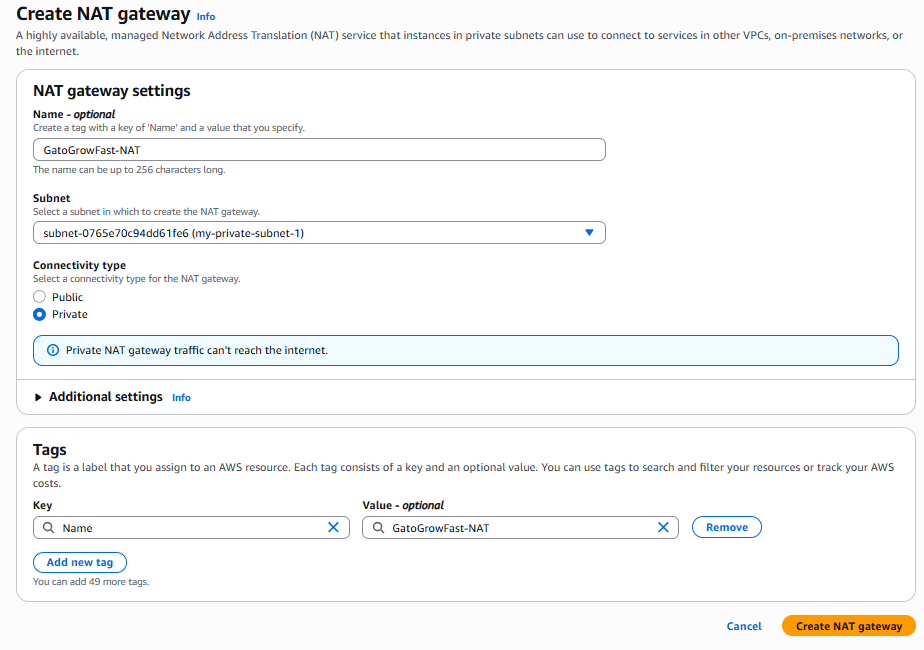 Create NAT gateway Info
A highly available, managed Network Address Translation (NAT) service that instances in private subnets can use to connect to services in other VPCs, on-premises networks, or
the internet.
NAT gateway settings
Name - optional
Create a tag with a key of 'Name' and a value that you specify.
GatoGrowFast-NAT
The name can be up to 256 characters long.
Subnet
Select a subnet in which to create the NAT gateway.
subnet-0765e70c94dd61fe6 (my-private-subnet-1)
Connectivity type
Select a connectivity type for the NAT gateway.
Public
Private
Private NAT gateway traffic can't reach the internet.
Additional settings Info
Tags
A tag is a label that you assign to an AWS resource. Each tag consists of a key and an optional value. You can use tags to search and filter your resources or track your AWS
costs.
Key Value - optional
Name GatoGrowFast-NAT Remove
Add new tag
You can add 49 more tags.
Cancel Create NAT gateway